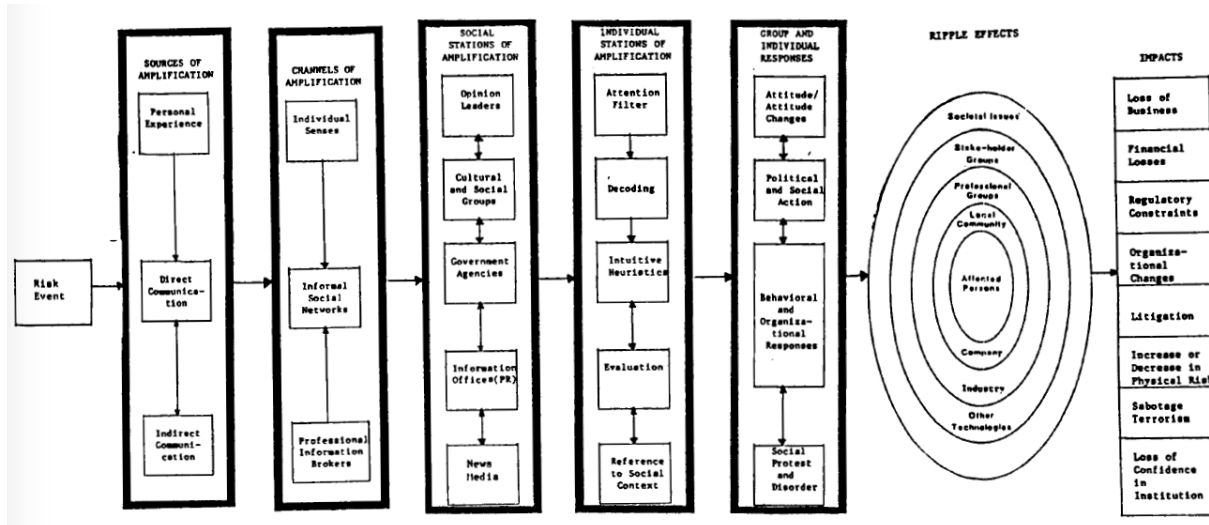 Risk
Event
SOURCES OF
AMPLIFICATION
Personal
Experience
Direct
Communica-
tion
Indirect
Communi-
cation
CHANNELS OF
AMPLIFICATION
Individual
Senses
Informal
Social
Networks
Professional
Information
Brokers
SOCIAL
STATIONS OF
AMPLIFICATION
Opinion
Leaders
Cultural
and Social
Groups
Government
Agencies
Information
Offices(PR)
News
Media
INDIVIDUAL
STATIONS OF
AMPLIFICATION
Attention
Filter
Decoding
Intuitive
Heuristics
Evaluation
Reference
to Social
Context
GROUP AND
INDIVIDUAL
RESPONSES
Attitude/
Attitude
Changes
Political
and Social
Action
Behavioral
and
Organiza-
tional
Responses
Social
Protest and
Disorder
RIPPLE EFFECTS
Societal Issues
Stake-holder
Groups
Professional
Groups
Local
Community
Affected
Persons
Company
Industry
Other
Technologies
IMPACTS
Loss of
Business
Financial
Losses
Regulatory
Constraints
Organiza-
tional
Changes
Litigation
Increase or
Decrease in
Physical Risk
Sabotage
Terrorism
Loss of
Confidence
in
Institution